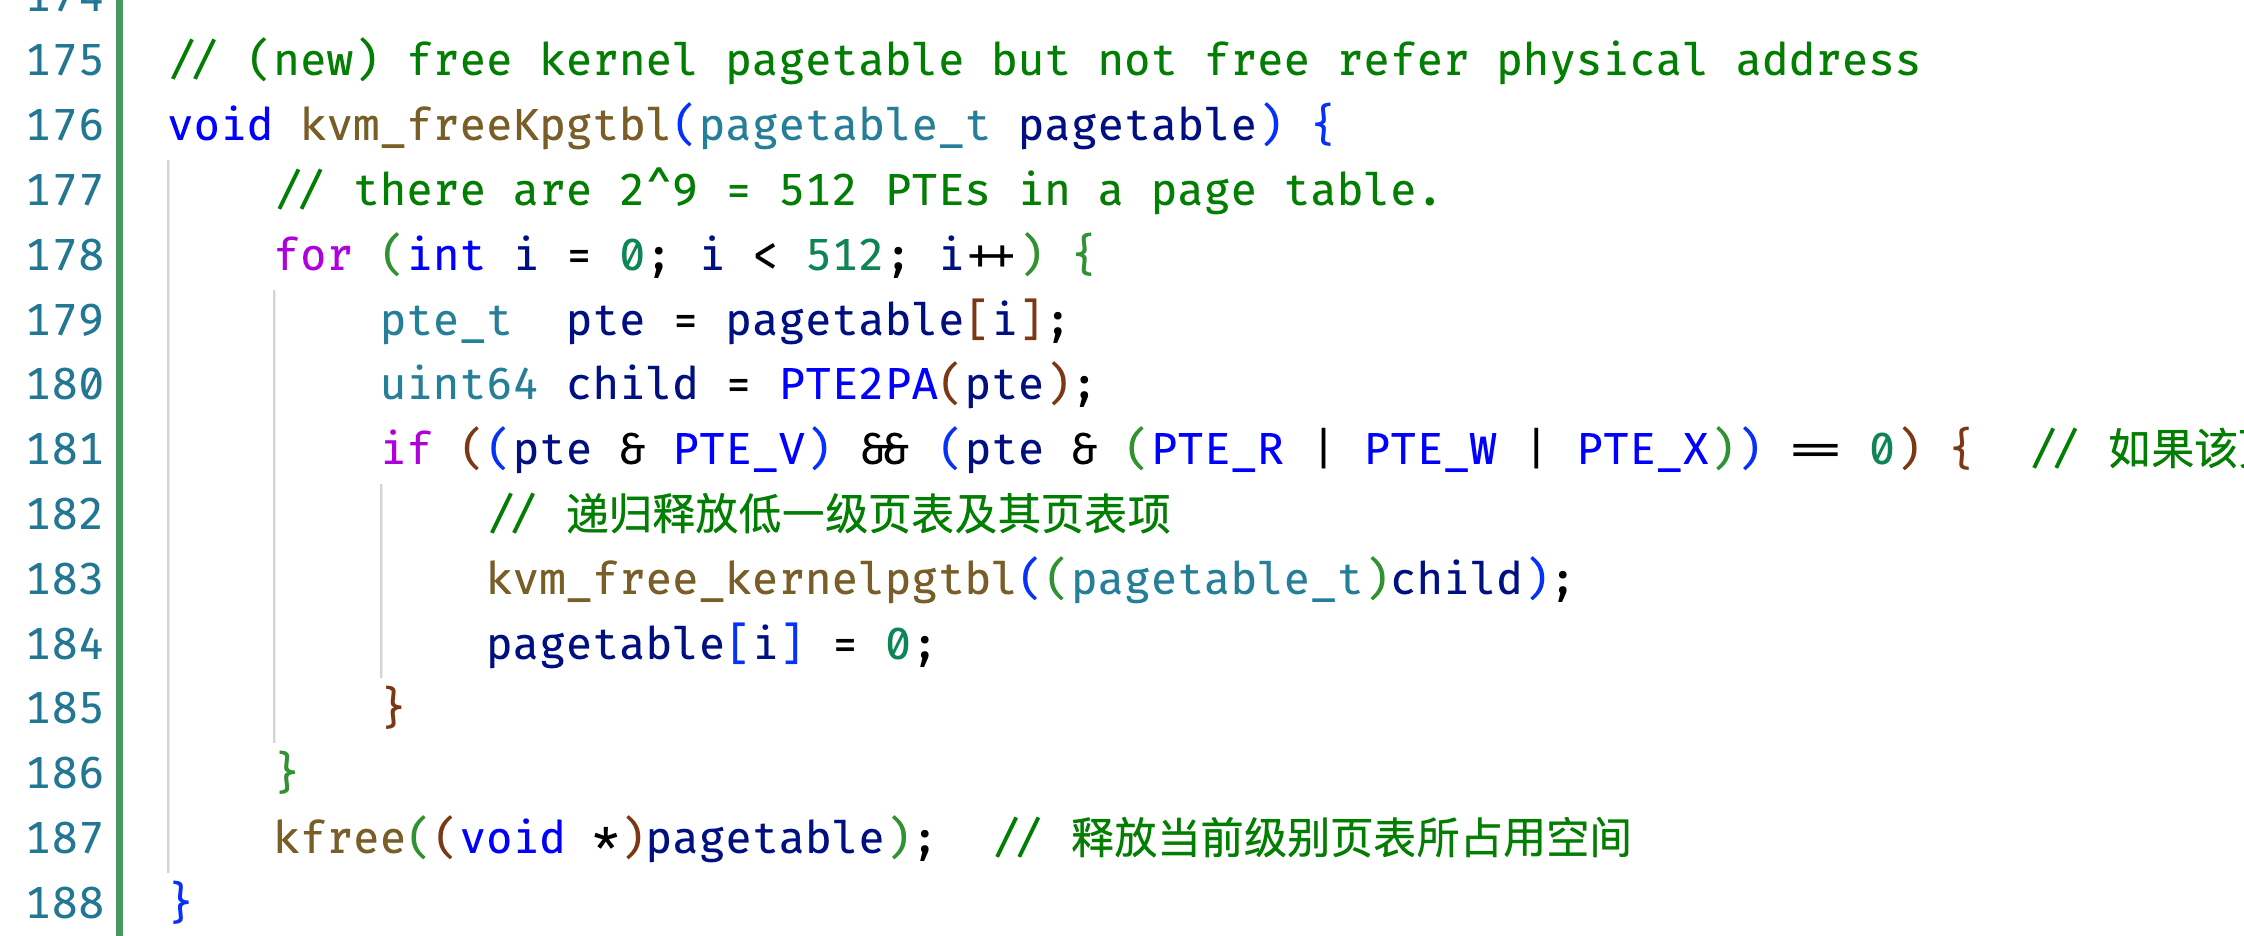 174
175 // (new) free kernel pagetable but not free refer physical address
176 void kvm_freeKpgtbl(pagetable_t pagetable) {
177 // there are 2^9 = 512 PTEs in a page table.
178 for (int i = 0; i < 512; i++) {
179 pte_t  pte = pagetable[i];
180 uint64 child = PTE2PA(pte);
181 if ((pte & PTE_V) && (pte & (PTE_R | PTE_W | PTE_X)) == 0) {  // 如果该
182 // 递归释放低一级页表及其页表项
183 kvm_free_kernelpgtbl((pagetable_t)child);
184 pagetable[i] = 0;
185 }
186 }
187 kfree((void *)pagetable);  // 释放当前级别页表所占用空间
188 }